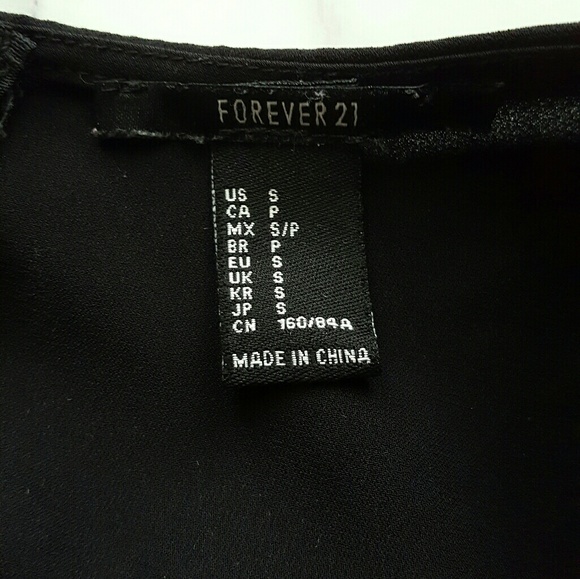 FOREVER 21
US S
CA P
MX S/P
BR P
EU S
UK S
KR S
JP S
CN 160/84A
MADE IN CHINA